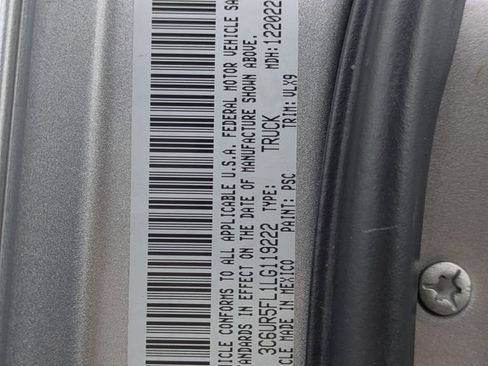 HICLE CONFORMS TO ALL APPLICABLE U.S.A. FEDERAL MOTOR VEHICLE SA
ANDARDS IN EFFECT ON THE DATE OF MANUFACTURE SHOWN ABOVE.
MDH: 122022
3C6UR5FL1LG119222 TYPE: TRUCK
CLE MADE IN MEXICO PAINT: PSC TRIM: VLX9